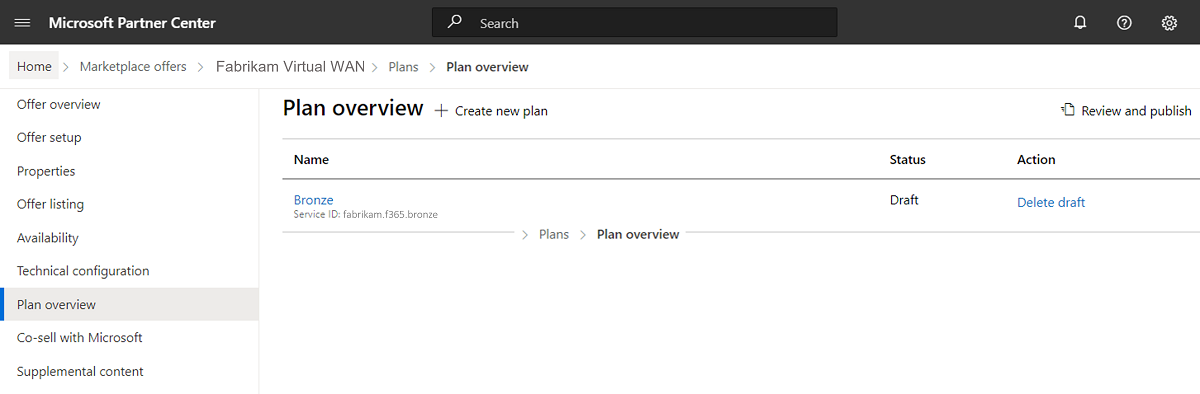 Microsoft Partner Center
Search
Home > Marketplace offers > Fabrikam Virtual WAN > Plans > Plan overview
Offer overview
Offer setup
Properties
Offer listing
Availability
Technical configuration
Plan overview
Co-sell with Microsoft
Supplemental content
Plan overview + Create new plan Review and publish
Name Status Action
Bronze Draft Delete draft
Service ID: fabrikam.f365.bronze
> Plans > Plan overview